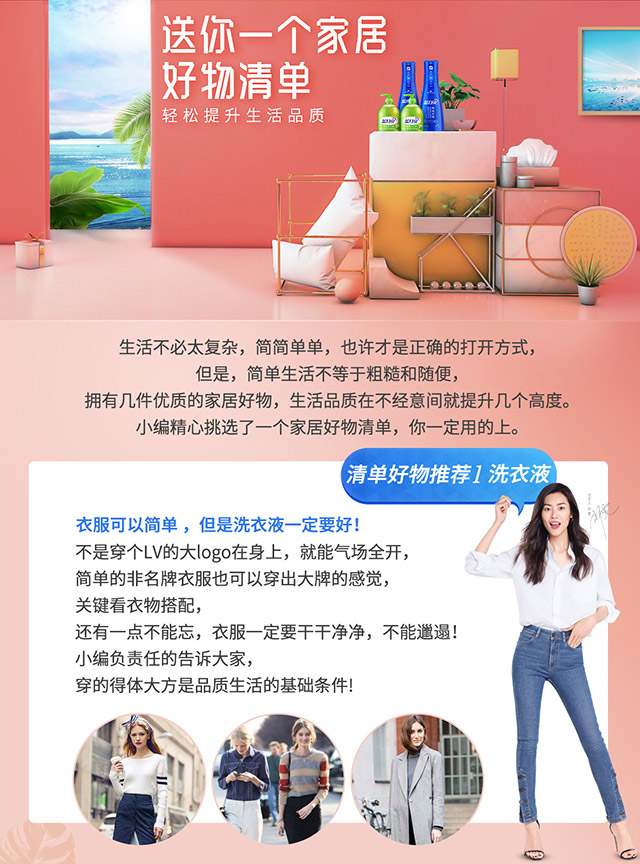 送你一个家居
好物清单
轻松提升生活品质
生活不必太复杂，简简单单，也许才是正确的打开方式，
但是，简单生活不等于粗糙和随便，
拥有几件优质的家居好物，生活品质在不经意间就提升几个高度。
小编精心挑选了一个家居好物清单，你一定用的上。
清单好物推荐1 洗衣液
衣服可以简单，但是洗衣液一定要好！
不是穿个LV的大logo在身上，就能气场全开，
简单的非名牌衣服也可以穿出大牌的感觉，
关键看衣物搭配，
还有一点不能忘，衣服一定要干干净净，不能邋遢！
小编负责任的告诉大家，
穿的得体大方是品质生活的基础条件!